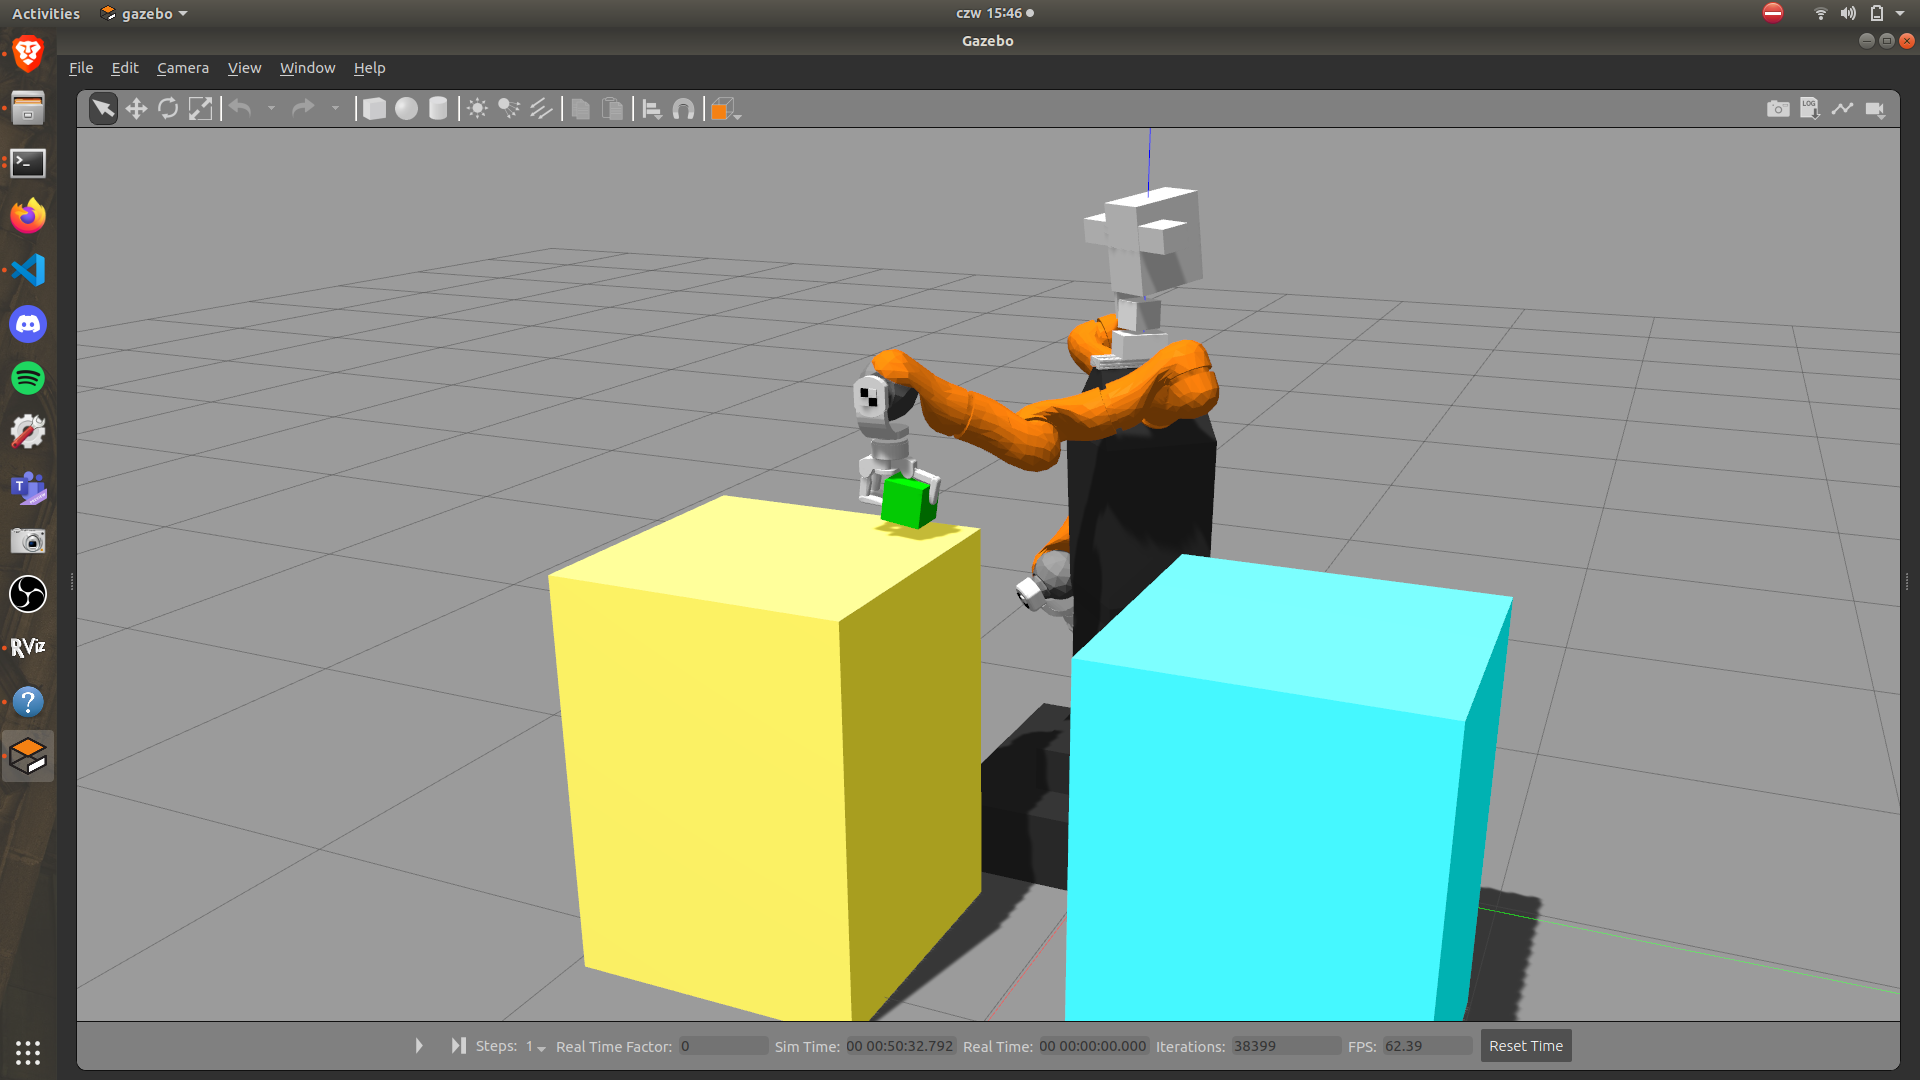 Activities gazebo czw 15:46
Gazebo
File Edit Camera View Window Help
LOG
T
RViz
?
Steps: 1 Real Time Factor: 0 Sim Time: 00 00:50:32.792 Real Time: 00 00:00:00.000 Iterations: 38399 FPS: 62.39 Reset Time